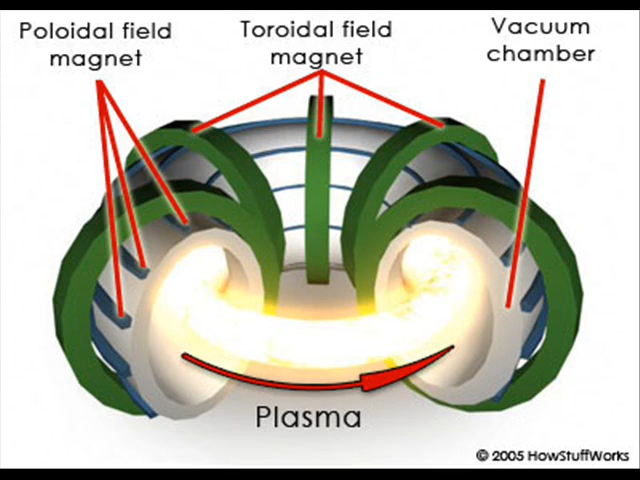 Poloidal field
magnet
Toroidal field
magnet
Vacuum
chamber
Plasma
© 2005 HowStuffWorks